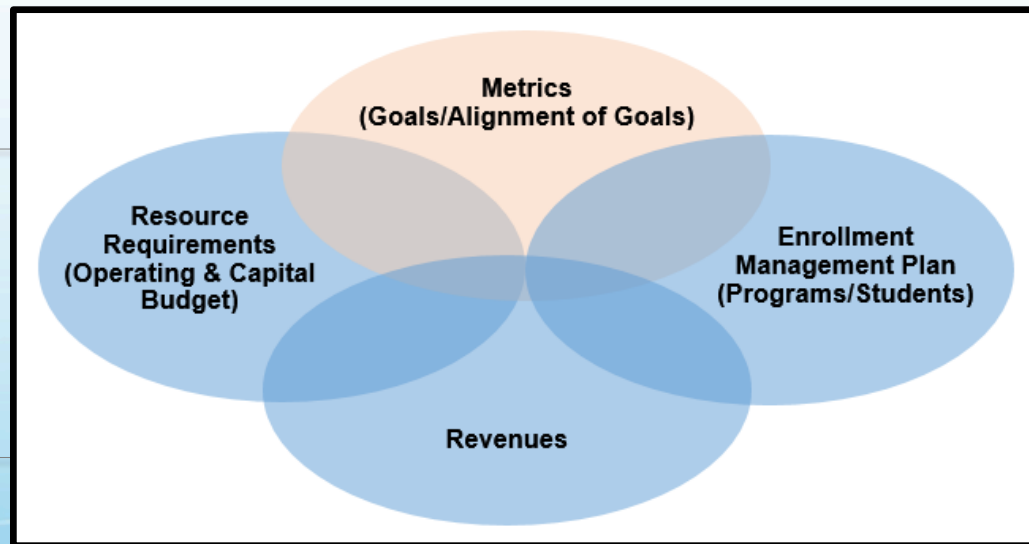 Metrics
(Goals/Alignment of Goals)
Resource
Requirements
(Operating & Capital
Budget)
Enrollment
Management Plan
(Programs/Students)
Revenues